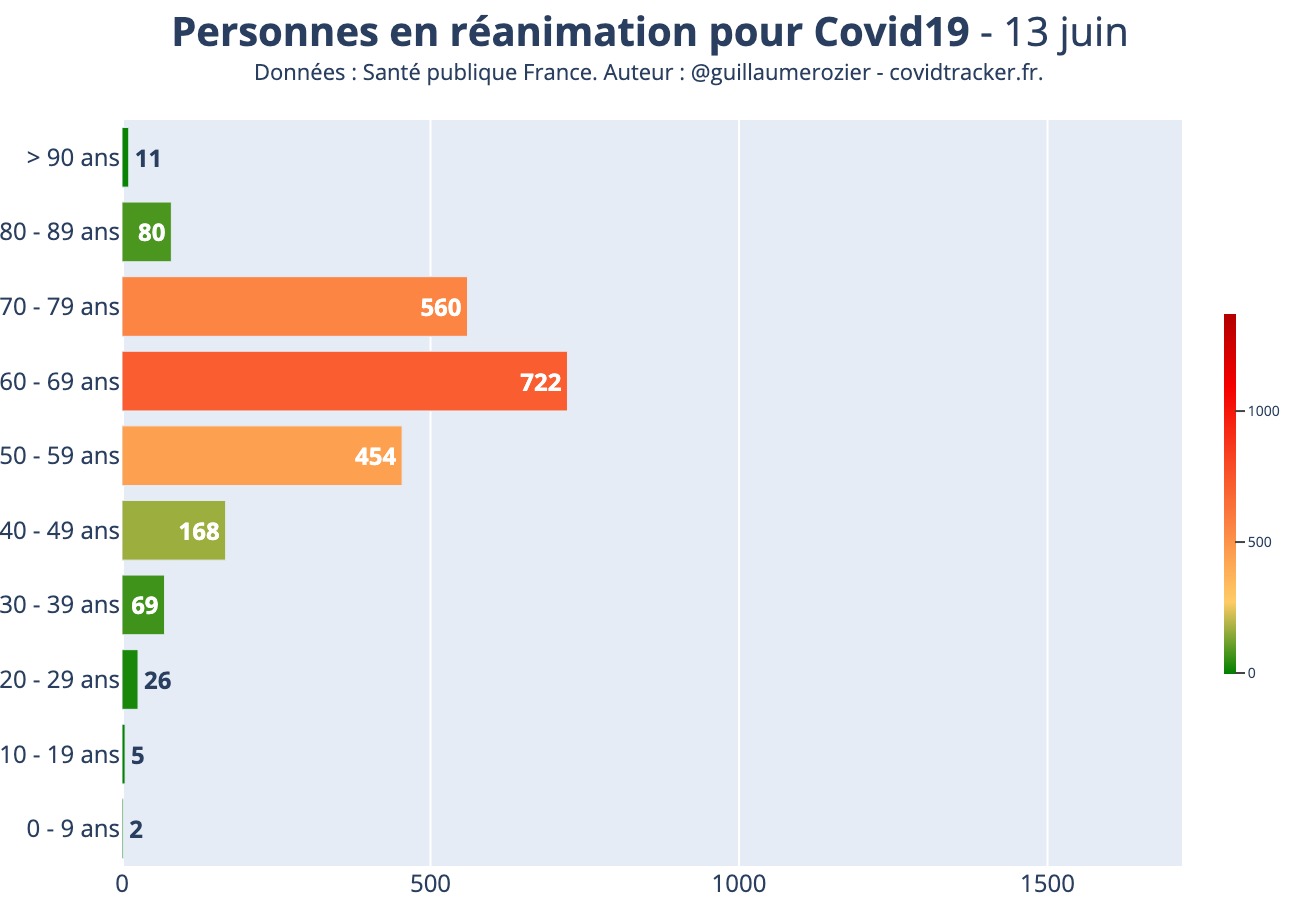 Personnes en réanimation pour Covid19 - 13 juin
Données : Santé publique France. Auteur : @guillaumerozier - covidtracker.fr.
> 90 ans 11
80 - 89 ans 80
70 - 79 ans 560
60 - 69 ans 722
50 - 59 ans 454
40 - 49 ans 168
30 - 39 ans 69
20 - 29 ans 26
10 - 19 ans 5
0 - 9 ans 2
0 500 1000 1500
1000
500
0